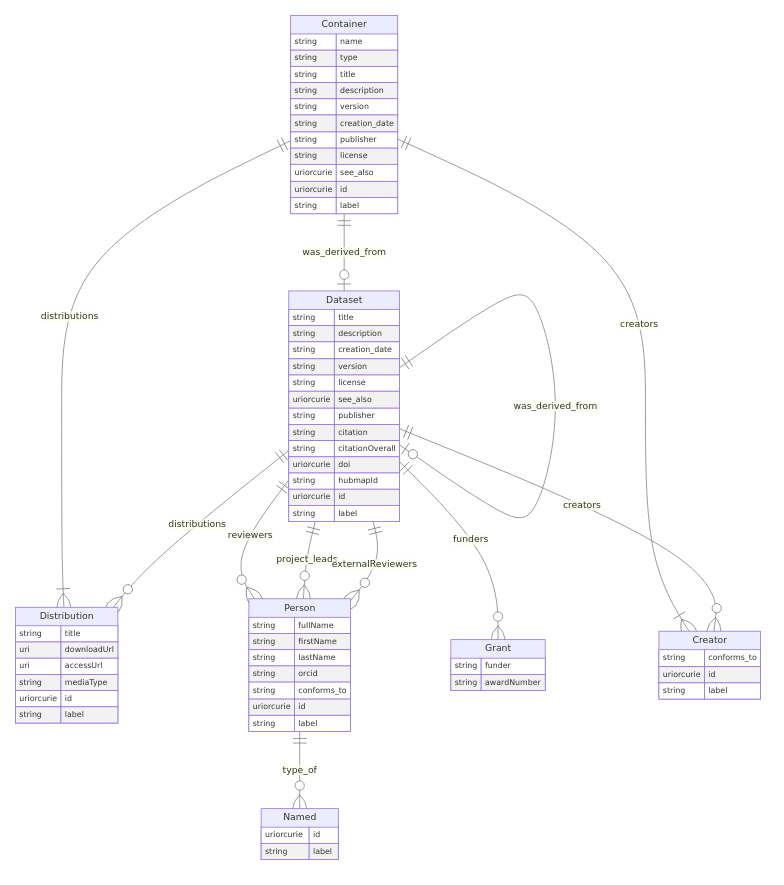 Container
string name
string type
string title
string description
string version
string creation_date
string publisher
string license
uriorcurie see_also
uriorcurie id
string label
was_derived_from
distributions
creators
Dataset
string title
string description
string creation_date
string version
string license
uriorcurie see_also
string publisher
string citation
string citationOverall
uriorcurie doi
string hubmapId
uriorcurie id
string label
was_derived_from
creators
distributions
reviewers
project_leads
externalReviewers
funders
Distribution
string title
uri downloadUrl
uri accessUrl
string mediaType
uriorcurie id
string label
Person
string fullName
string firstName
string lastName
string orcid
string conforms_to
uriorcurie id
string label
Grant
string funder
string awardNumber
Creator
string conforms_to
uriorcurie id
string label
type_of
Named
uriorcurie id
string label